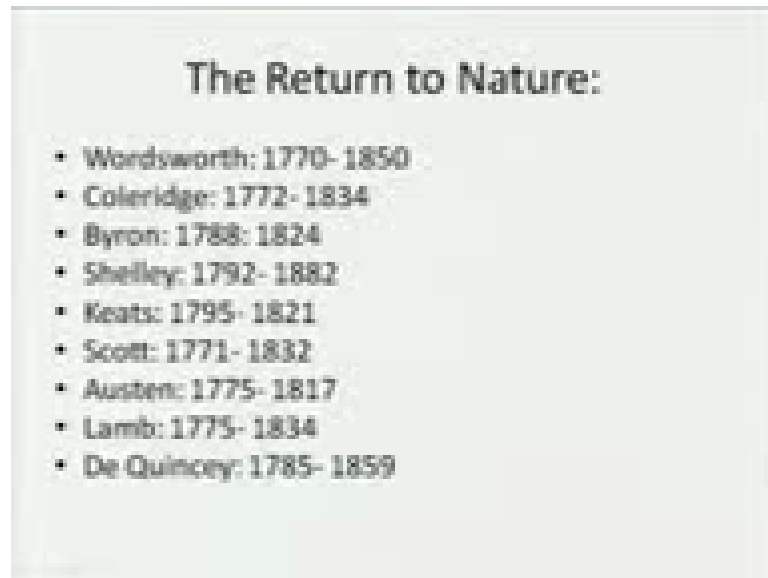 The Return to Nature:
• Wordsworth: 1770- 1850
• Coleridge: 1772- 1834
• Byron: 1788: 1824
• Shelley: 1792- 1882
• Keats: 1795- 1821
• Scott: 1771- 1832
• Austen: 1775- 1817
• Lamb: 1775- 1834
• De Quincey: 1785- 1859